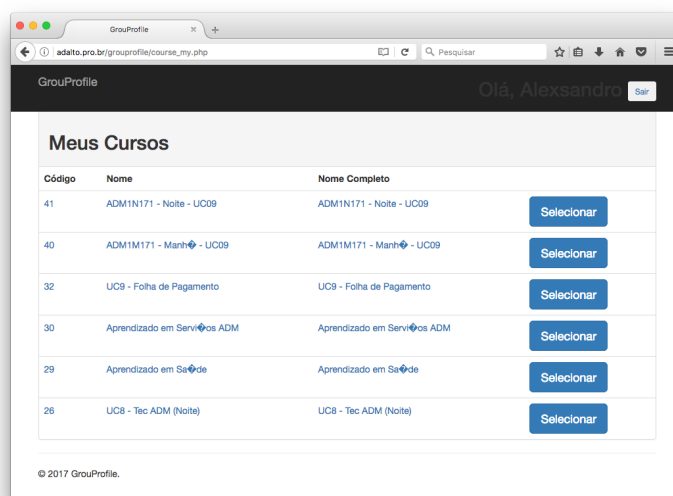 GrouProfile
adalto.pro.br/grouprofile/course_my.php
Pesquisar
GrouProfile
Olá, Alexsandro
Sair
Meus Cursos
Código Nome Nome Completo
41 ADM1N171 - Noite - UC09 ADM1N171 - Noite - UC09 Selecionar
40 ADM1M171 - Manh� - UC09 ADM1M171 - Manh� - UC09 Selecionar
32 UC9 - Folha de Pagamento UC9 - Folha de Pagamento Selecionar
30 Aprendizado em Servi�os ADM Aprendizado em Servi�os ADM Selecionar
29 Aprendizado em Sa�de Aprendizado em Sa�de Selecionar
26 UC8 - Tec ADM (Noite) UC8 - Tec ADM (Noite) Selecionar
© 2017 GrouProfile.